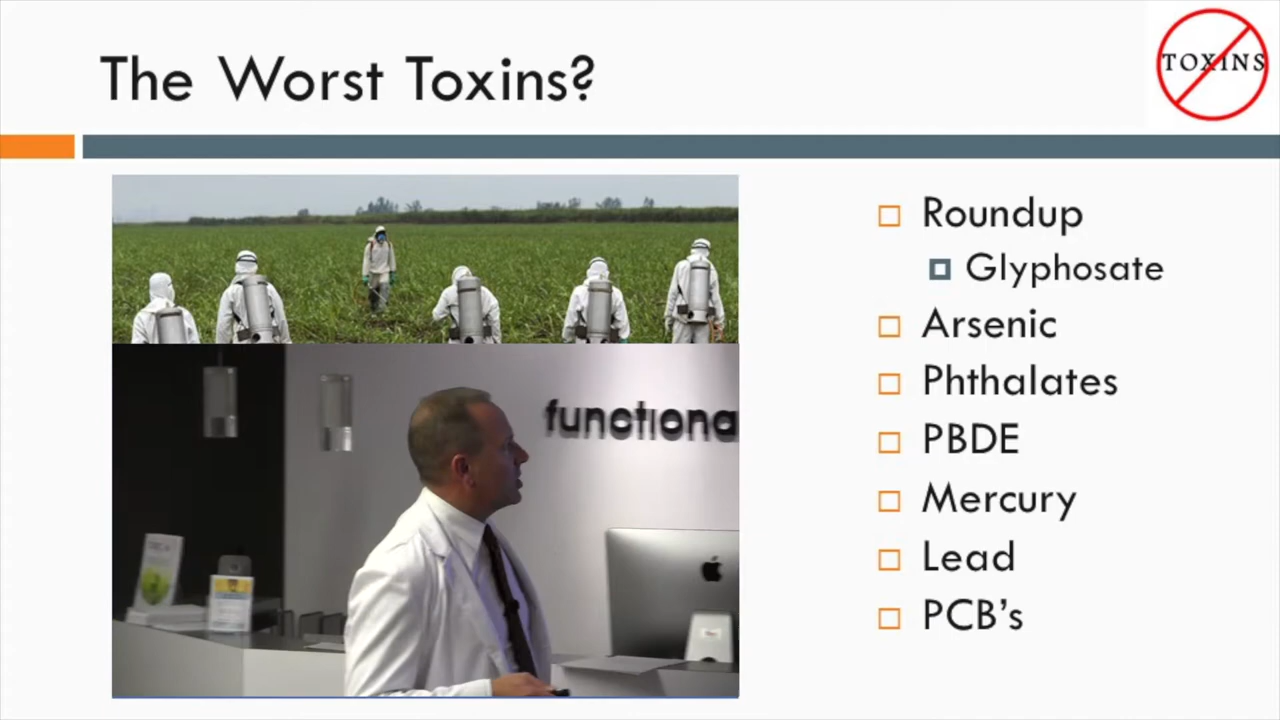 The Worst Toxins?
TOXINS
Roundup
Glyphosate
Arsenic
Phthalates
PBDE
Mercury
Lead
PCB's
functiona